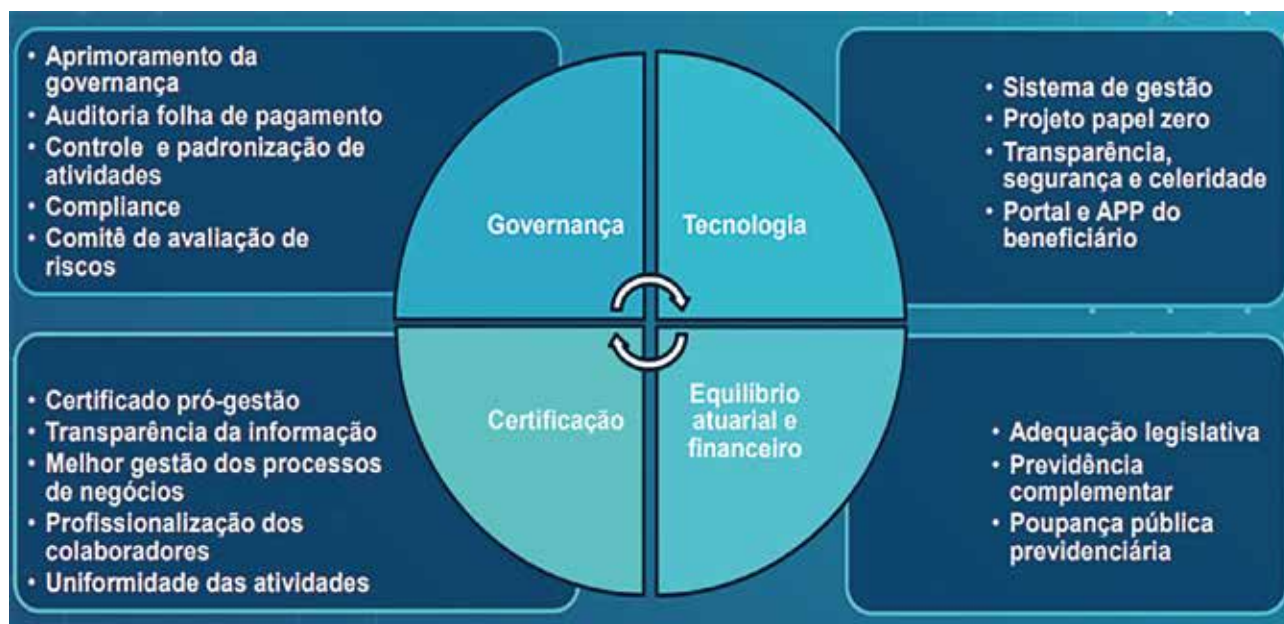 • Aprimoramento da
governança
• Auditoria folha de pagamento
• Controle e padronização de
atividades
• Compliance
• Comitê de avaliação de
riscos
Governança
Tecnologia
• Sistema de gestão
• Projeto papel zero
• Transparência,
segurança e celeridade
• Portal e APP do
beneficiário
• Certificado pró-gestão
• Transparência da informação
• Melhor gestão dos processos
de negócios
• Profissionalização dos
colaboradores
• Uniformidade das atividades
Certificação
Equilíbrio
atuarial e
financeiro
• Adequação legislativa
• Previdência
complementar
• Poupança pública
previdenciária